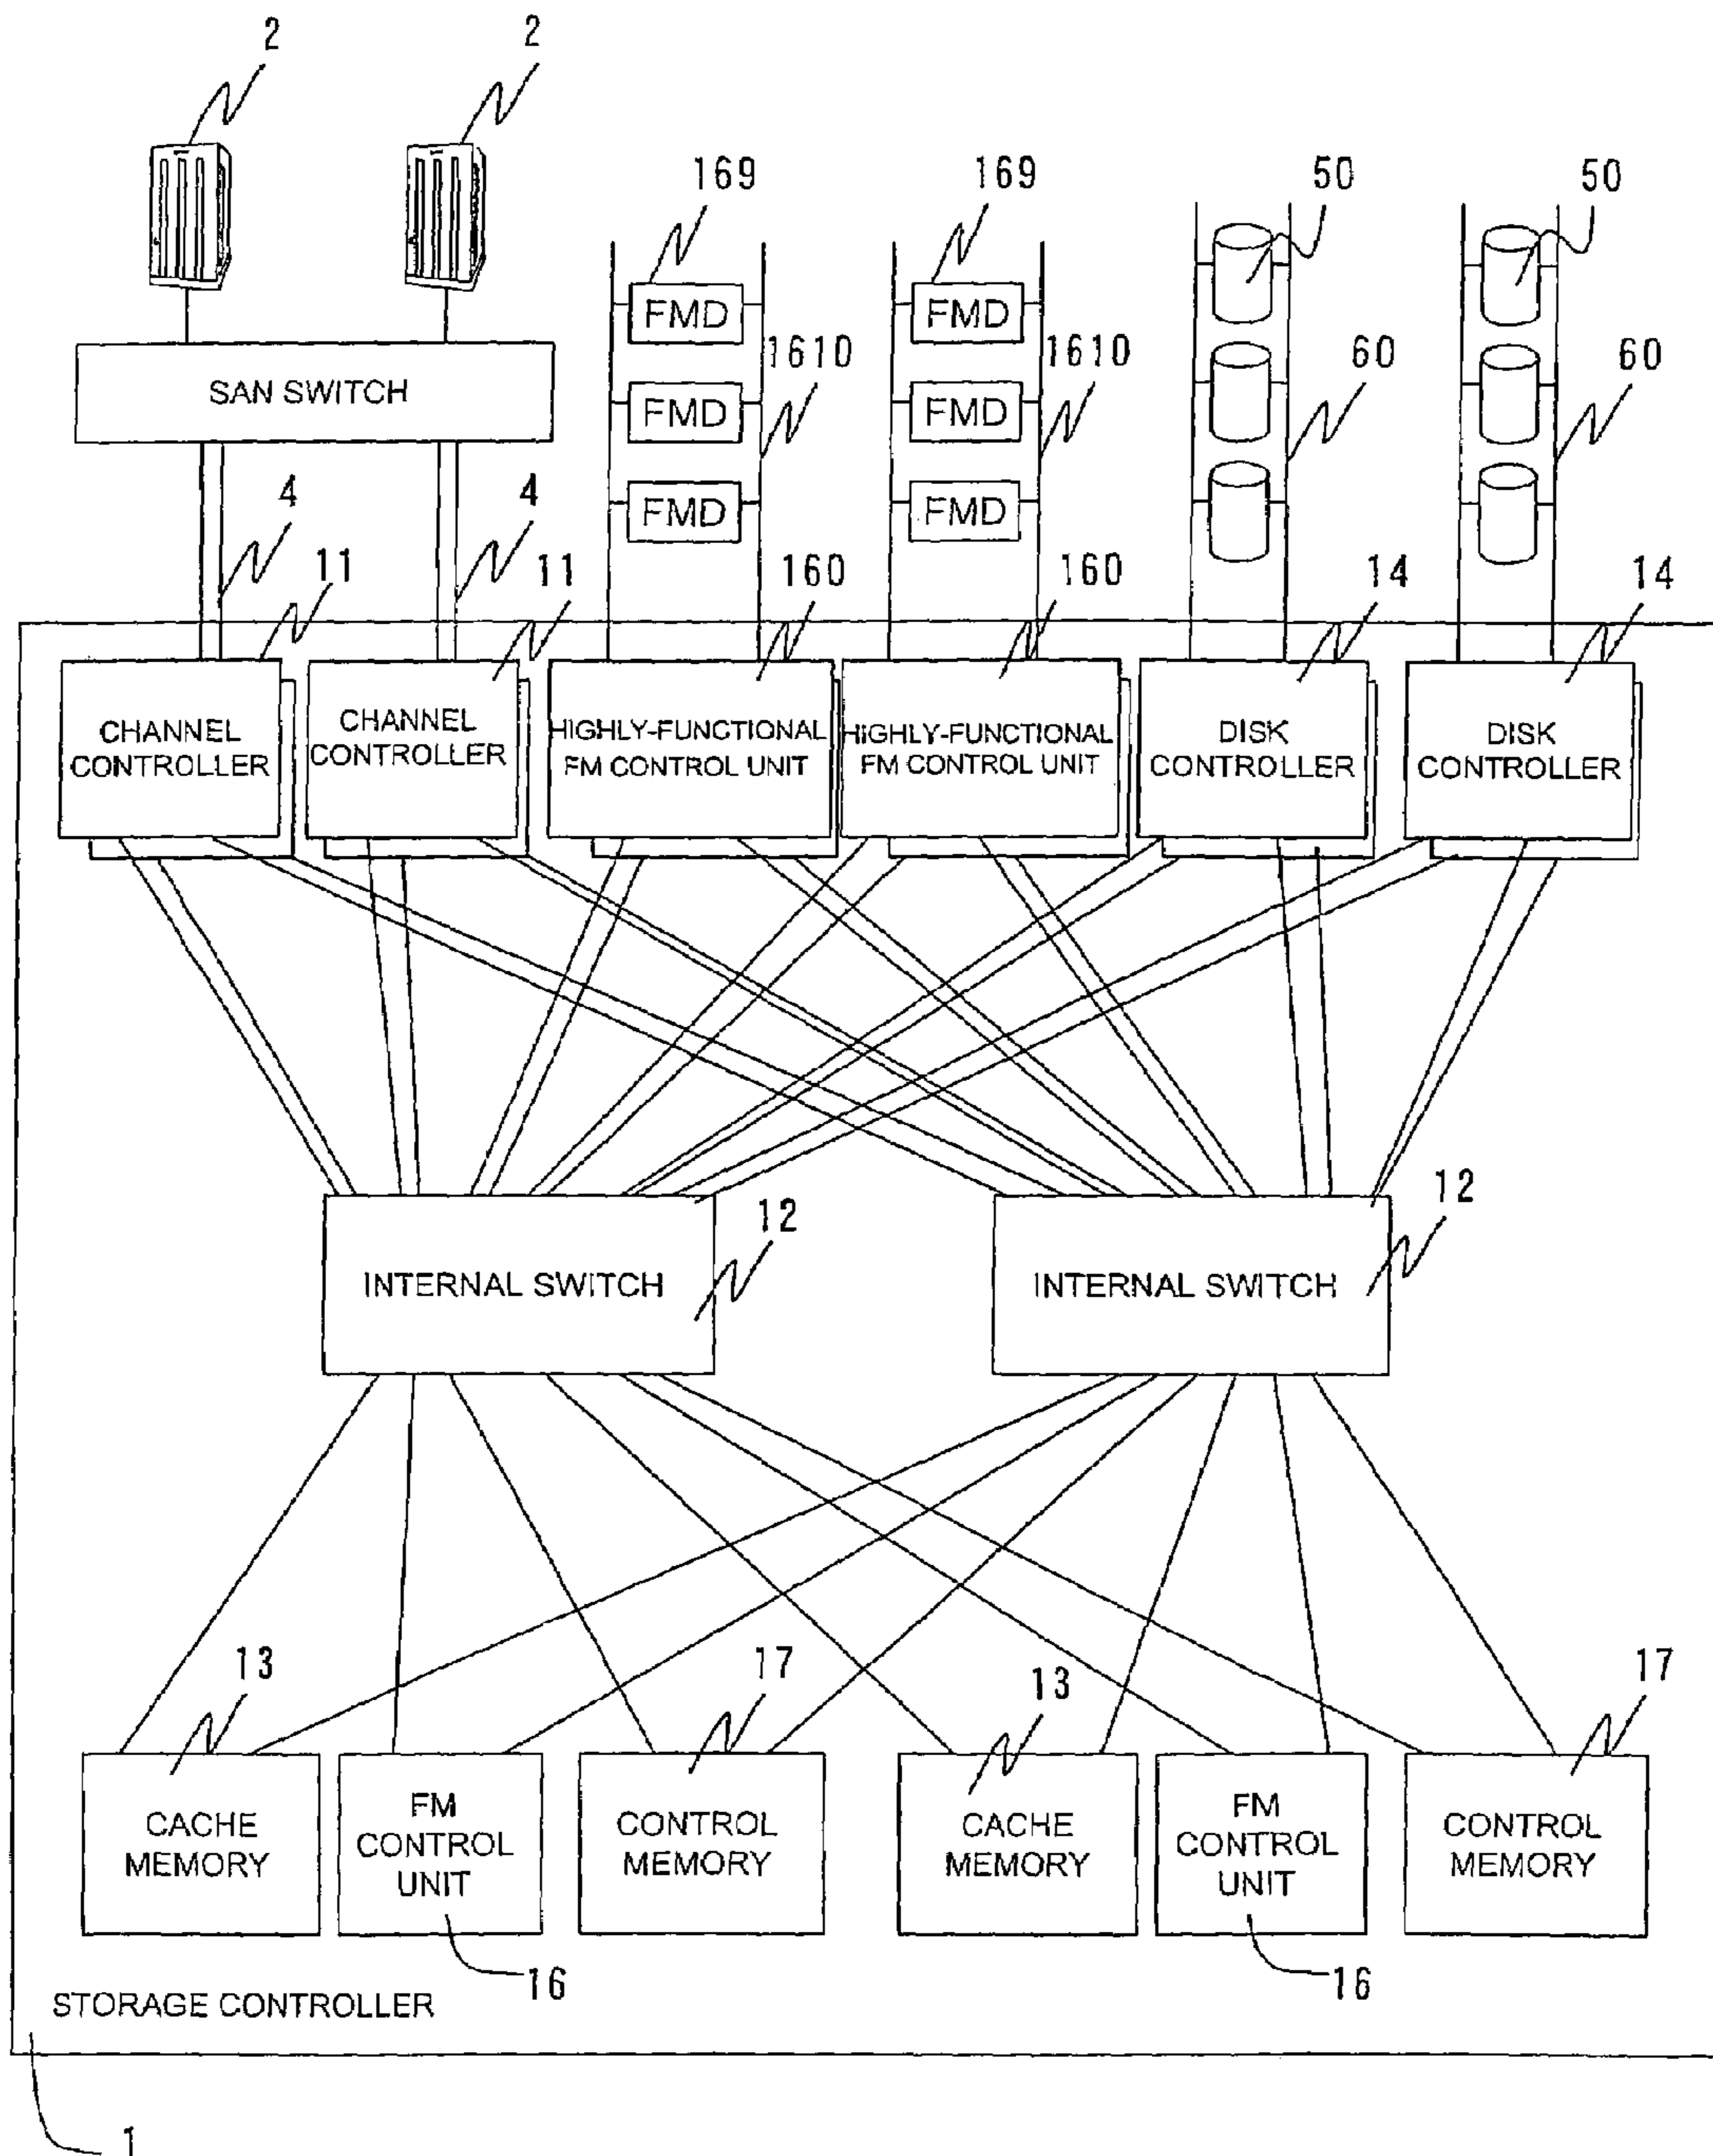 2
2
169
169
50
50
FMD
FMD
1610
1610
60
60
SAN SWITCH
FMD
FMD
4
4
FMD
FMD
11
11
160
160
14
14
CHANNEL
CONTROLLER
CHANNEL
CONTROLLER
HIGHLY-FUNCTIONAL
FM CONTROL UNIT
HIGHLY-FUNCTIONAL
FM CONTROL UNIT
DISK
CONTROLLER
DISK
CONTROLLER
12
12
INTERNAL SWITCH
INTERNAL SWITCH
13
17
13
17
CACHE
MEMORY
FM
CONTROL
UNIT
CONTROL
MEMORY
CACHE
MEMORY
FM
CONTROL
UNIT
CONTROL
MEMORY
16
16
STORAGE CONTROLLER
1